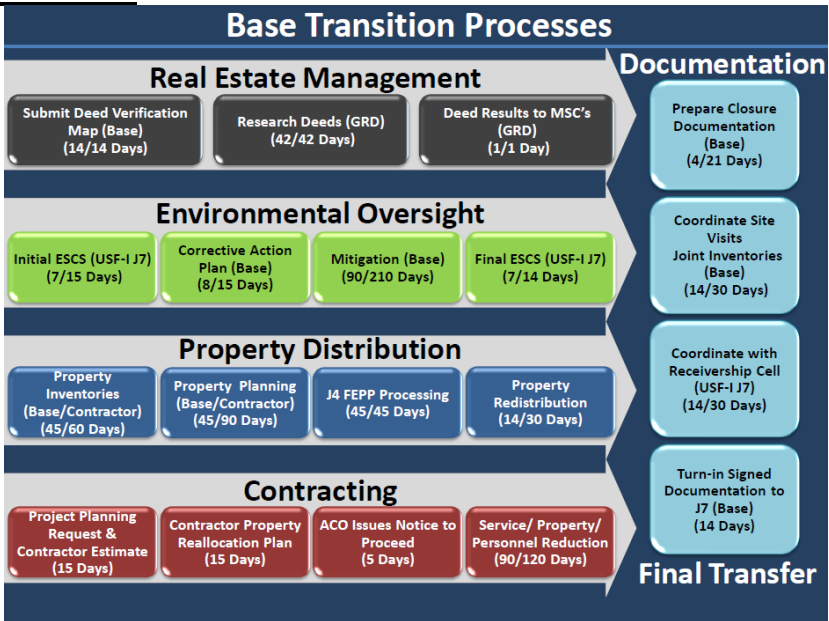 Base Transition Processes
Real Estate Management
Submit Deed Verification
Map (Base)
(14/14 Days)
Research Deeds (GRD)
(42/42 Days)
Deed Results to MSC's
(GRD)
(1/1 Day)
Environmental Oversight
Initial ESCS (USF-I J7)
(7/15 Days)
Corrective Action
Plan (Base)
(8/15 Days)
Mitigation (Base)
(90/210 Days)
Final ESCS (USF-I J7)
(7/14 Days)
Property Distribution
Property
Inventories
(Base/Contractor)
(45/60 Days)
Property Planning
(Base/Contractor)
(45/90 Days)
J4 FEPP Processing
(45/45 Days)
Property
Redistribution
(14/30 Days)
Contracting
Project Planning
Request &
Contractor Estimate
(15 Days)
Contractor Property
Reallocation Plan
(15 Days)
ACO Issues Notice to
Proceed
(5 Days)
Service/ Property/
Personnel Reduction
(90/120 Days)
Documentation
Prepare Closure
Documentation
(Base)
(4/21 Days)
Coordinate Site
Visits
Joint Inventories
(Base)
(14/30 Days)
Coordinate with
Receivership Cell
(USF-I J7)
(14/30 Days)
Turn-in Signed
Documentation to
J7 (Base)
(14 Days)
Final Transfer